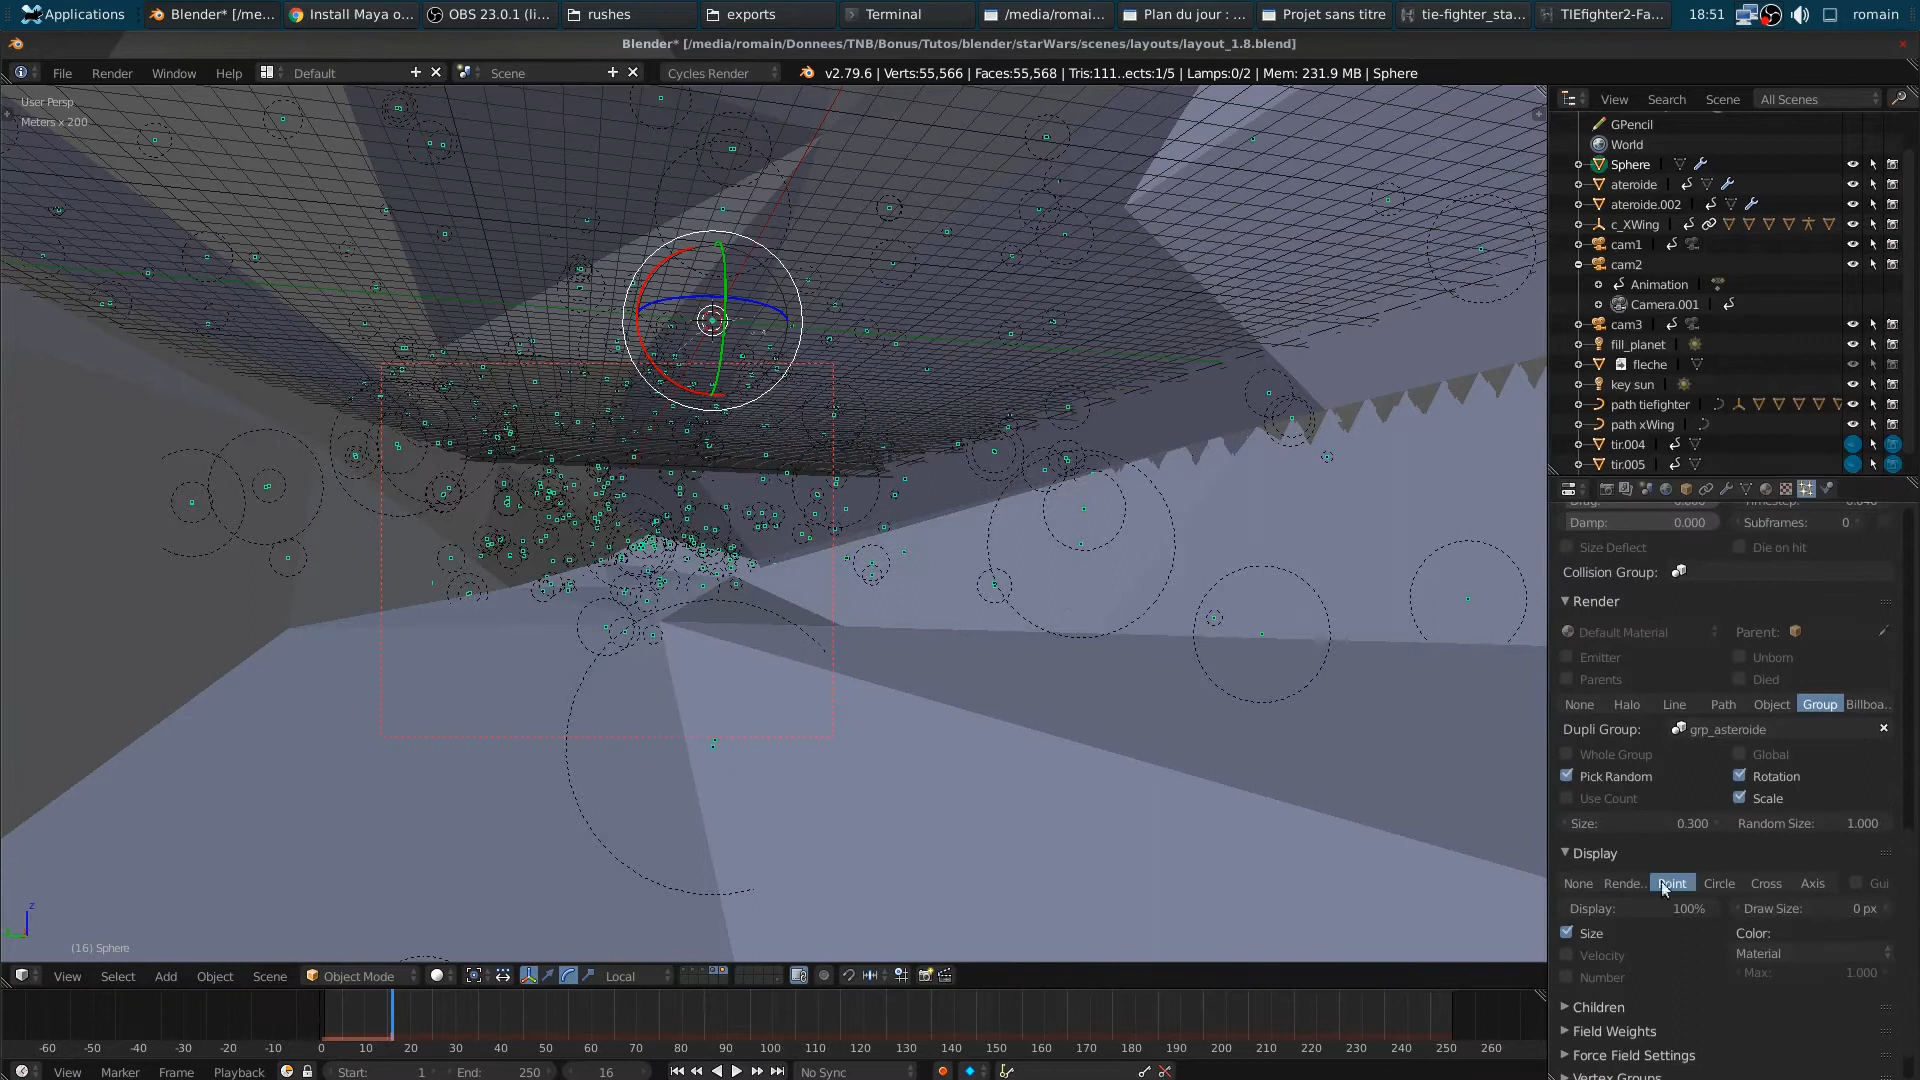 Applications
Blender* [/me...
Install Maya o...
OBS 23.0.1 (li...
rushes
exports
Terminal
/media/romai...
Plan du jour : ...
Projet sans titre
tie-fighter_sta...
TIEfighter2-Fa...
18:51
romain
Blender* [/media/romain/Donnees/TNB/Bonus/Tutos/blender/starWars/scenes/layouts/layout_1.8.blend]
File Render Window Help Default Scene Cycles Render v2.79.6 | Verts:55,566 | Faces:55,568 | Tris:111..ects:1/5 | Lamps:0/2 | Mem: 231.9 MB | Sphere
User Persp
Meters x 200
View Search Scene All Scenes
GPencil
World
Sphere
ateroide
ateroide.002
c_XWing
cam1
cam2
Animation
Camera.001
cam3
fill_planet
fleche
key sun
path tiefighter
path xWing
tir.004
tir.005
Damp: 0.000 Subframes: 0
Size Deflect Die on hit
Collision Group:
Render
Default Material Parent:
Emitter Unborn
Parents Died
None Halo Line Path Object Group Billboa..
Dupli Group: grp_asteroide
Whole Group Global
Pick Random Rotation
Use Count Scale
Size: 0.300 Random Size: 1.000
Display
None Rende.. Point Circle Cross Axis Gui
Display: 100% Draw Size: 0 px
Size Color:
Velocity Material
Number Max: 1.000
Children
Field Weights
Force Field Settings
Vertex Groups
z
(16) Sphere
View Select Add Object Scene Object Mode Local
-60 -50 -40 -30 -20 -10 0 10 20 30 40 50 60 70 80 90 100 110 120 130 140 150 160 170 180 190 200 210 220 230 240 250 260
View Marker Frame Playback Start: 1 End: 250 16 No Sync